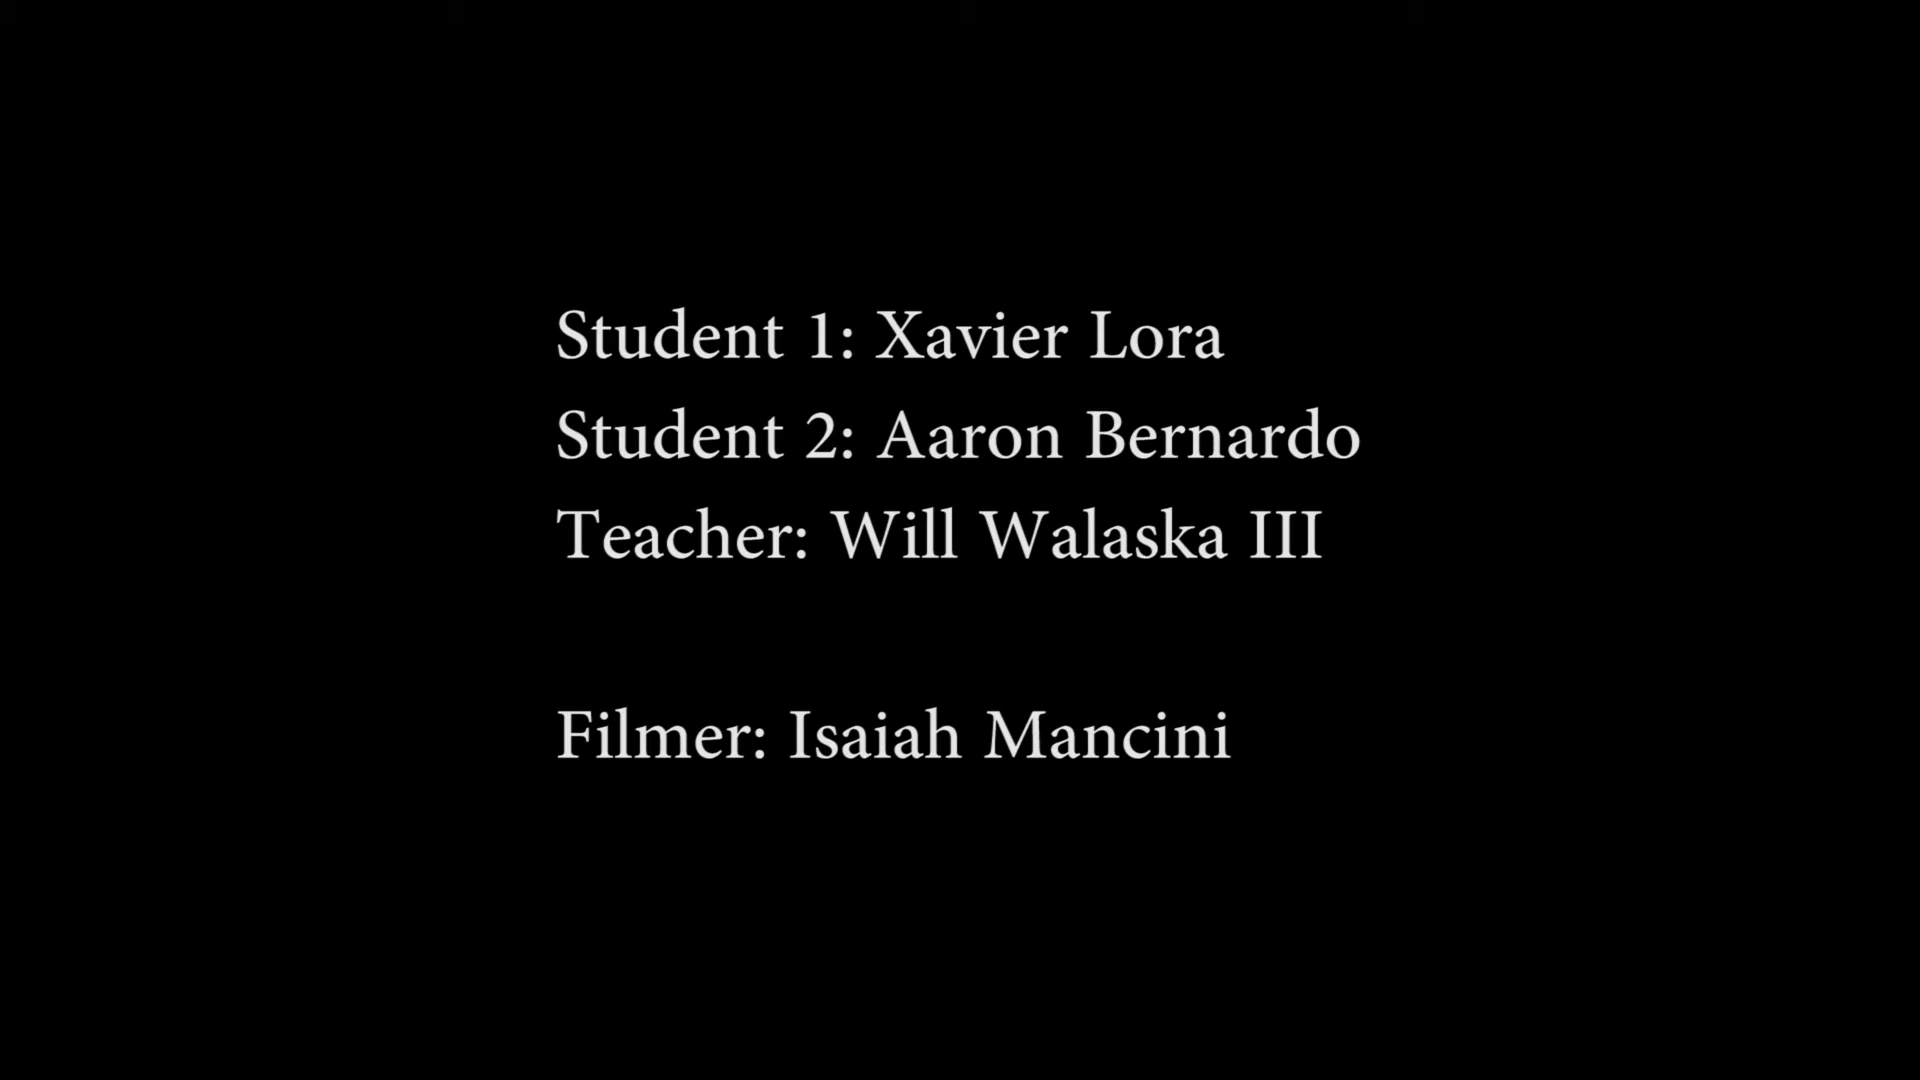 Student 1: Xavier Lora
Student 2: Aaron Bernardo
Teacher: Will Walaska III
Filmer: Isaiah Mancini